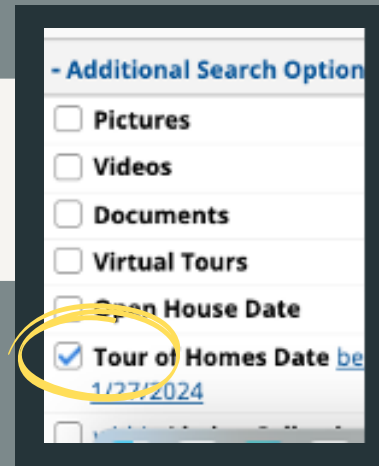 - Additional Search Option
Pictures
Videos
Documents
Virtual Tours
Open House Date
Tour of Homes Date be
1/27/2024